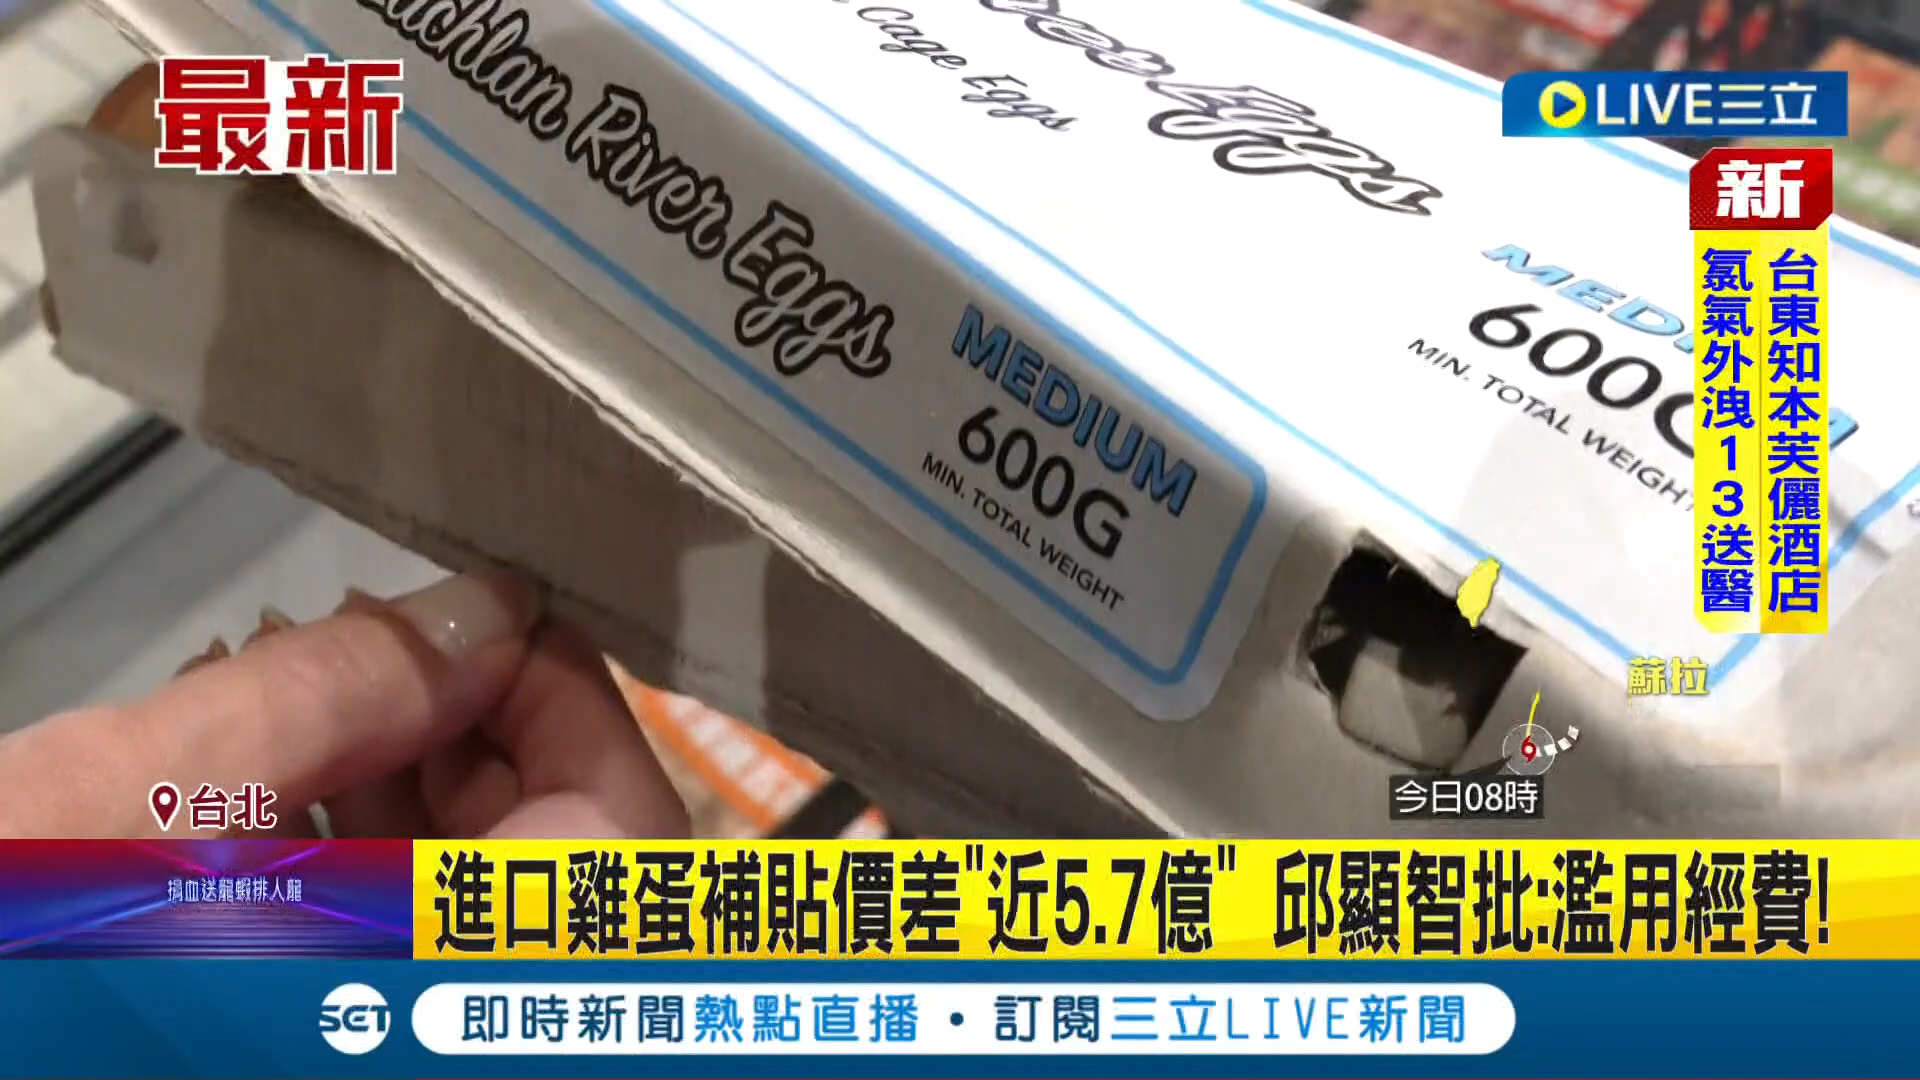 最新
LIVE三立
新
台東知本芙儷酒店
氯氣外洩13送醫
Lachlan River Eggs
MEDIUM
600G
MIN. TOTAL WEIGHT
Cage Eggs
Eggs
MEDIUM
600G
MIN. TOTAL WEIGHT
蘇拉
今日08時
台北
捐血送龍蝦排人龍
進口雞蛋補貼價差"近5.7億" 邱顯智批:濫用經費!
SET
即時新聞熱點直播・訂閱三立LIVE新聞